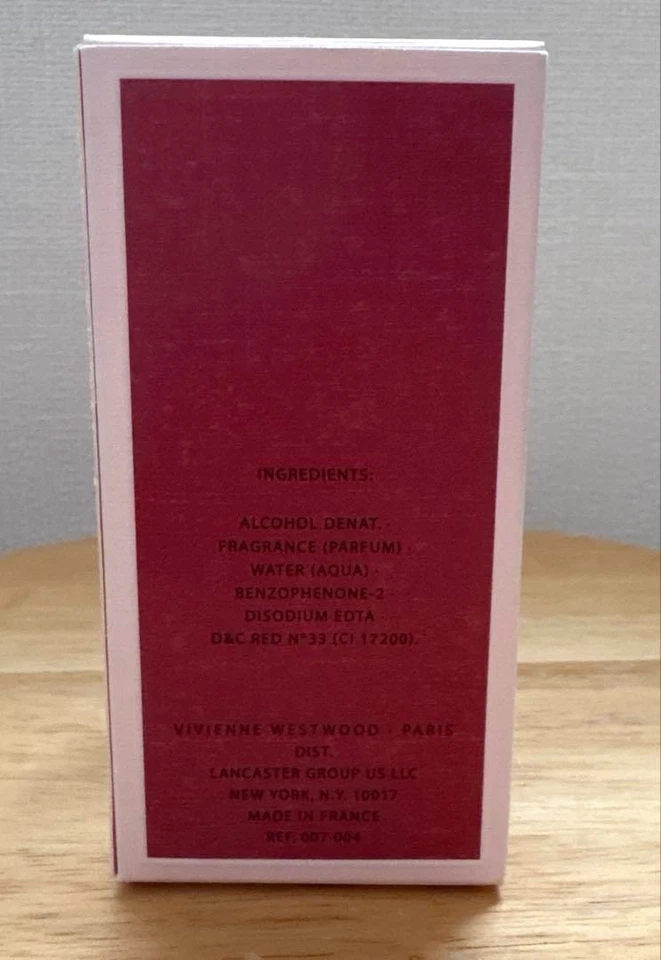 INGREDIENTS:
ALCOHOL DENAT. ·
FRAGRANCE (PARFUM) ·
WATER (AQUA) ·
BENZOPHENONE-2 ·
DISODIUM EDTA ·
D&C RED N°33 (CI 17200).
VIVIENNE WESTWOOD · PARIS
DIST.
LANCASTER GROUP US LLC
NEW YORK, N.Y. 10017
MADE IN FRANCE
REF. 007 004